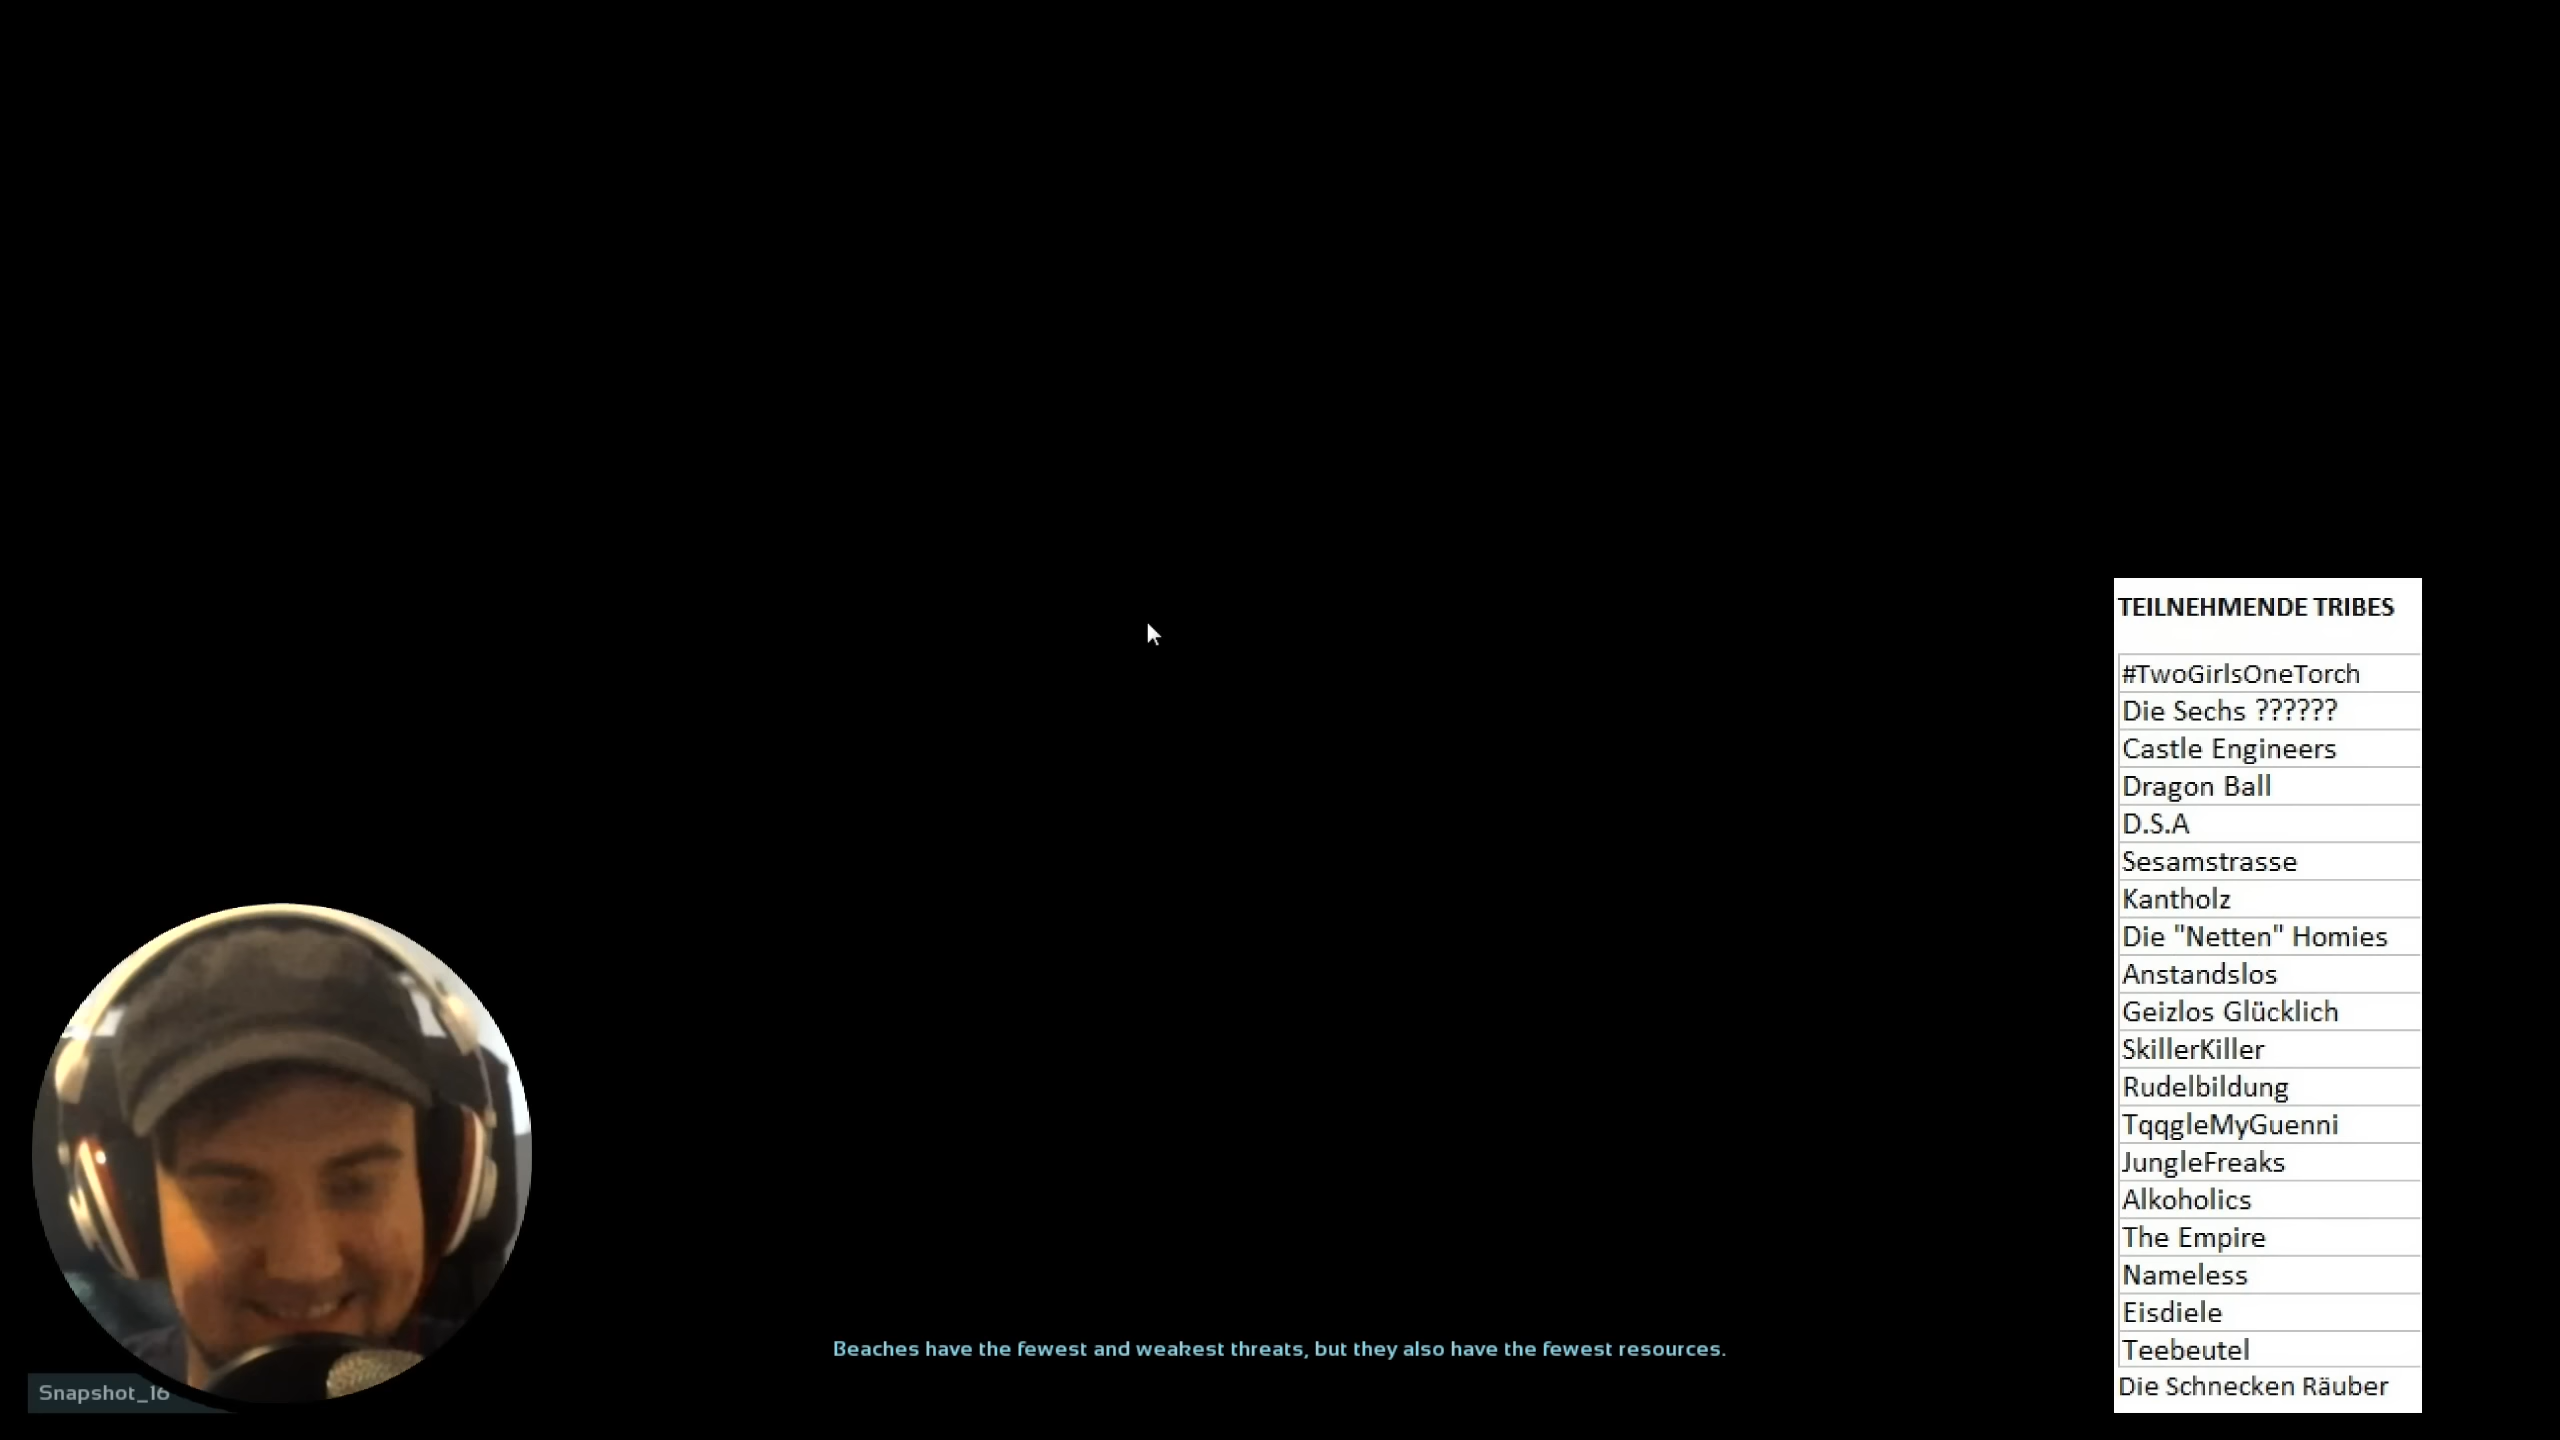 TEILNEHMENDE TRIBES
#TwoGirlsOneTorch
Die Sechs ??????
Castle Engineers
Dragon Ball
D.S.A
Sesamstrasse
Kantholz
Die "Netten" Homies
Anstandslos
Geizlos Glücklich
SkillerKiller
Rudelbildung
TqqgleMyGuenni
JungleFreaks
Alkoholics
The Empire
Nameless
Eisdiele
Teebeutel
Die Schnecken Räuber
Beaches have the fewest and weakest threats, but they also have the fewest resources.
Snapshot_16